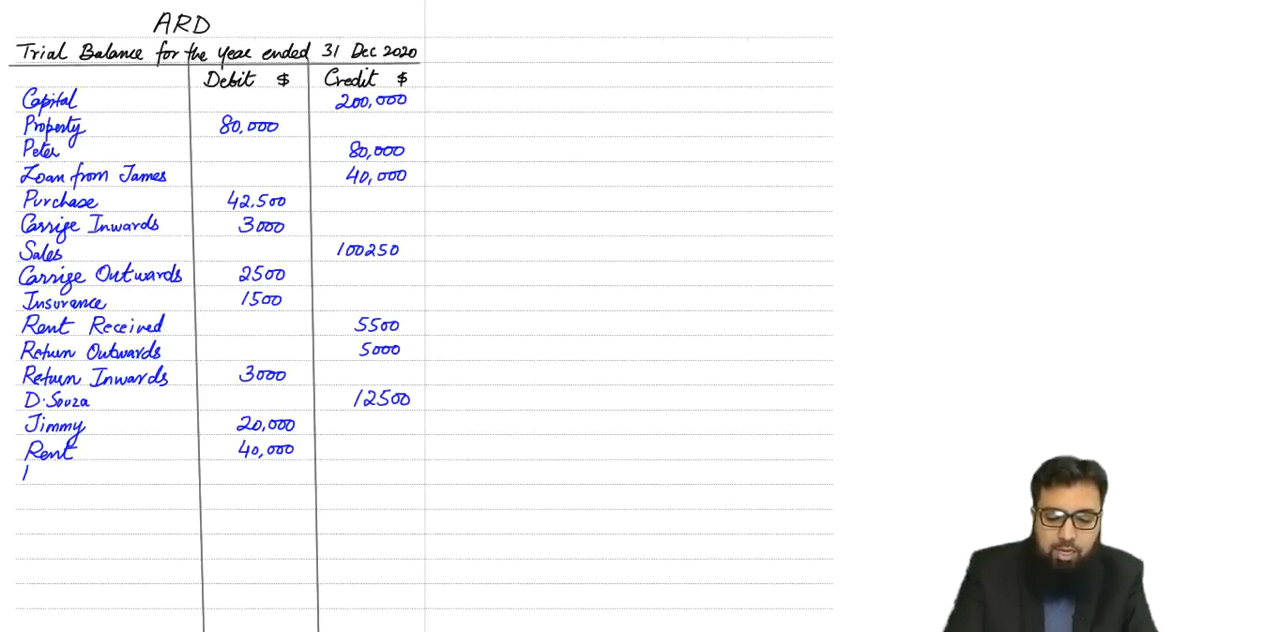 ARD
Trial Balance for the year ended 31 Dec 2020
Debit $ Credit $
Capital 200,000
Property 80,000
Peter 80,000
Loan from James 40,000
Purchase 42,500
Carrige Inwards 3000
Sales 100250
Carrige Outwards 2500
Insurance 1500
Rent Received 5500
Return Outwards 5000
Return Inwards 3000
D.Souza 12500
Jimmy 20,000
Rent 40,000